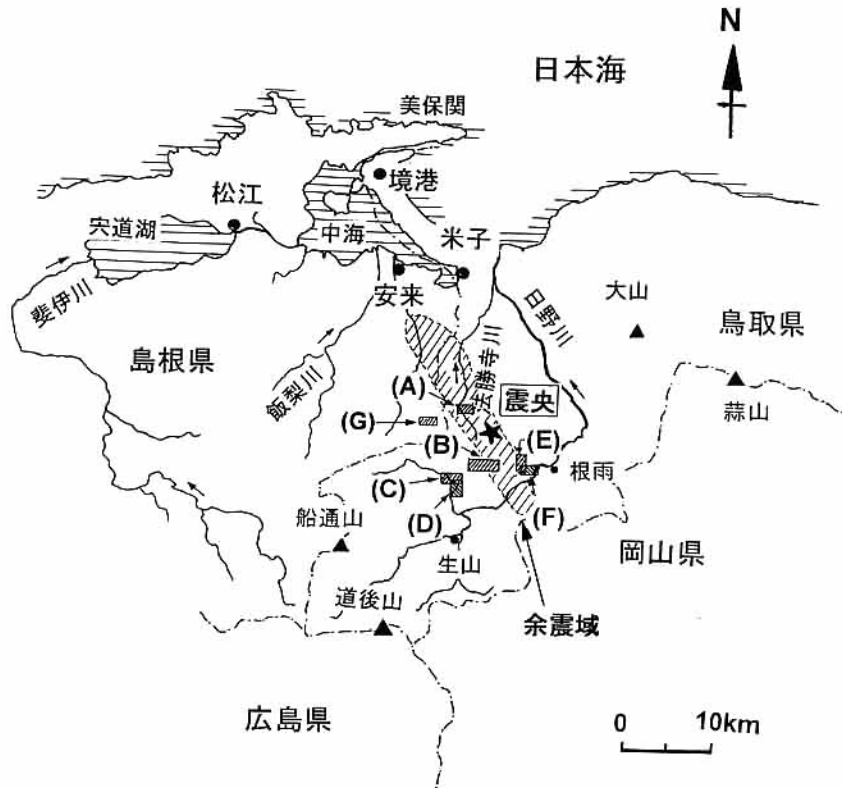 N
日本海
美保関
境港
松江
宍道湖
中海
米子
安来
斐伊川
日野川
大山
鳥取県
島根県
飯梨川
法勝寺川
(A)
震央
蒜山
(G)
(B)
(E)
根雨
(C)
(D)
(F)
船通山
生山
岡山県
道後山
余震域
広島県
0 10km